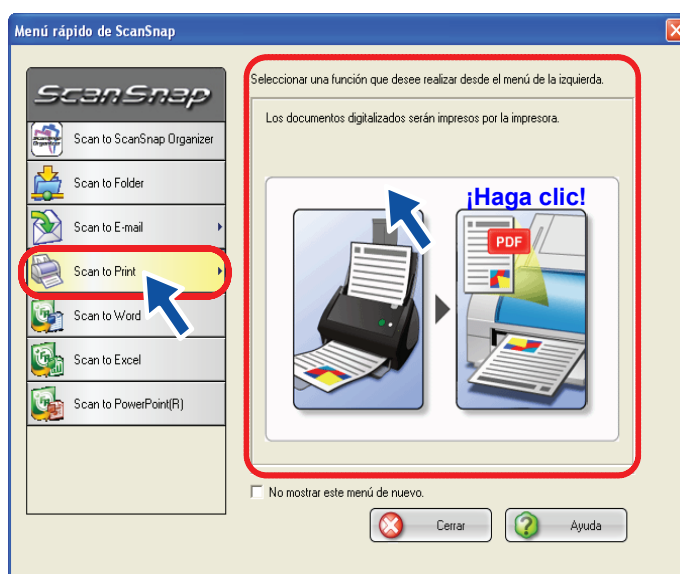 Menú rápido de ScanSnap
ScanSnap
Scan to ScanSnap Organizer
Scan to Folder
Scan to E-mail
Scan to Print
Scan to Word
Scan to Excel
Scan to PowerPoint(R)
Seleccionar una función que desee realizar desde el menú de la izquierda.
Los documentos digitalizados serán impresos por la impresora.
¡Haga clic!
PDF
No mostrar este menú de nuevo.
Cerrar
Ayuda